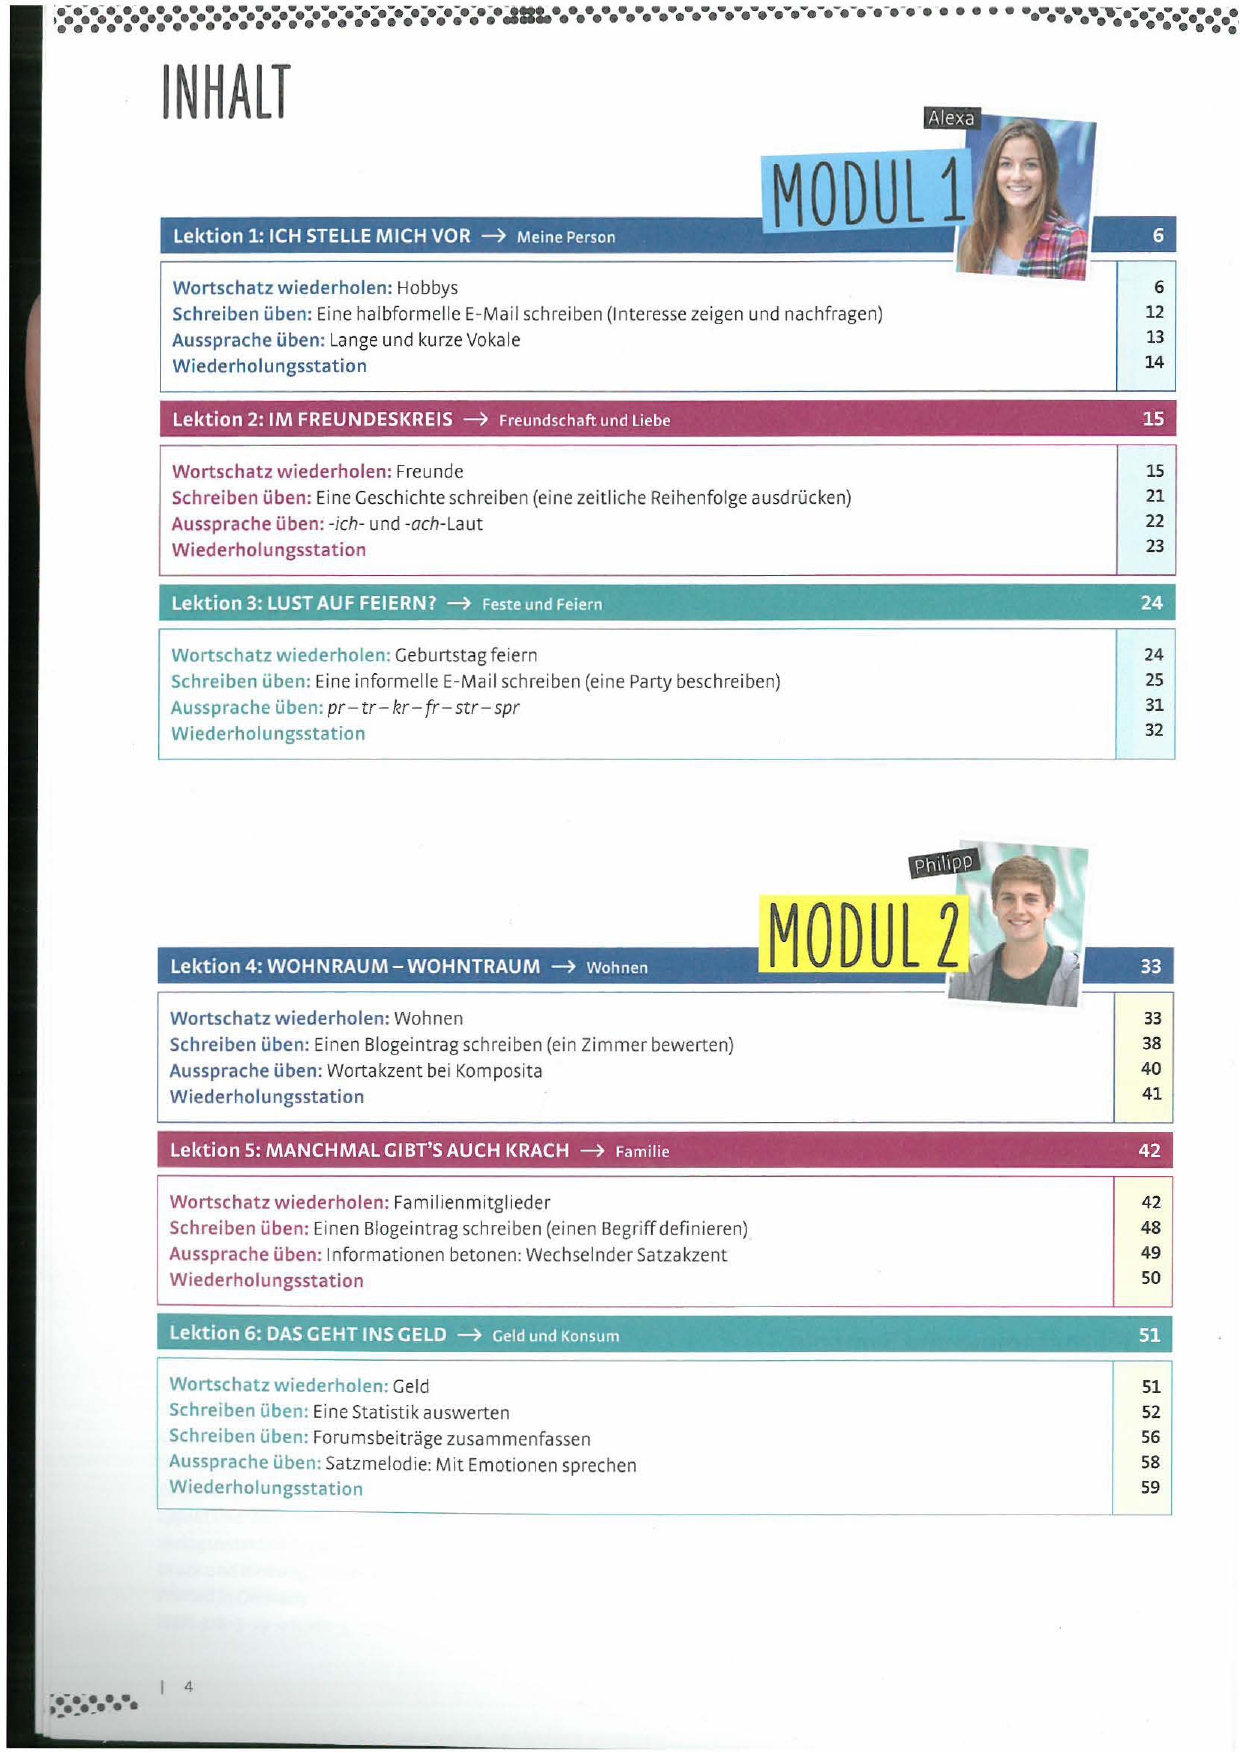 INHALT
Alexa
MODUL 1
Lektion 1: ICH STELLE MICH VOR → Meine Person 6
Wortschatz wiederholen: Hobbys 6
Schreiben üben: Eine halbformelle E-Mail schreiben (Interesse zeigen und nachfragen) 12
Aussprache üben: Lange und kurze Vokale 13
Wiederholungsstation 14
Lektion 2: IM FREUNDESKREIS → Freundschaft und Liebe 15
Wortschatz wiederholen: Freunde 15
Schreiben üben: Eine Geschichte schreiben (eine zeitliche Reihenfolge ausdrücken) 21
Aussprache üben: -ich- und -ach-Laut 22
Wiederholungsstation 23
Lektion 3: LUST AUF FEIERN? → Feste und Feiern 24
Wortschatz wiederholen: Geburtstag feiern 24
Schreiben üben: Eine informelle E-Mail schreiben (eine Party beschreiben) 25
Aussprache üben: pr – tr – kr – fr – str – spr 31
Wiederholungsstation 32
Philipp
MODUL 2
Lektion 4: WOHNRAUM – WOHNTRAUM → Wohnen 33
Wortschatz wiederholen: Wohnen 33
Schreiben üben: Einen Blogeintrag schreiben (ein Zimmer bewerten) 38
Aussprache üben: Wortakzent bei Komposita 40
Wiederholungsstation 41
Lektion 5: MANCHMAL GIBT'S AUCH KRACH → Familie 42
Wortschatz wiederholen: Familienmitglieder 42
Schreiben üben: Einen Blogeintrag schreiben (einen Begriff definieren) 48
Aussprache üben: Informationen betonen: Wechselnder Satzakzent 49
Wiederholungsstation 50
Lektion 6: DAS GEHT INS GELD → Geld und Konsum 51
Wortschatz wiederholen: Geld 51
Schreiben üben: Eine Statistik auswerten 52
Schreiben üben: Forumsbeiträge zusammenfassen 56
Aussprache üben: Satzmelodie: Mit Emotionen sprechen 58
Wiederholungsstation 59
| 4